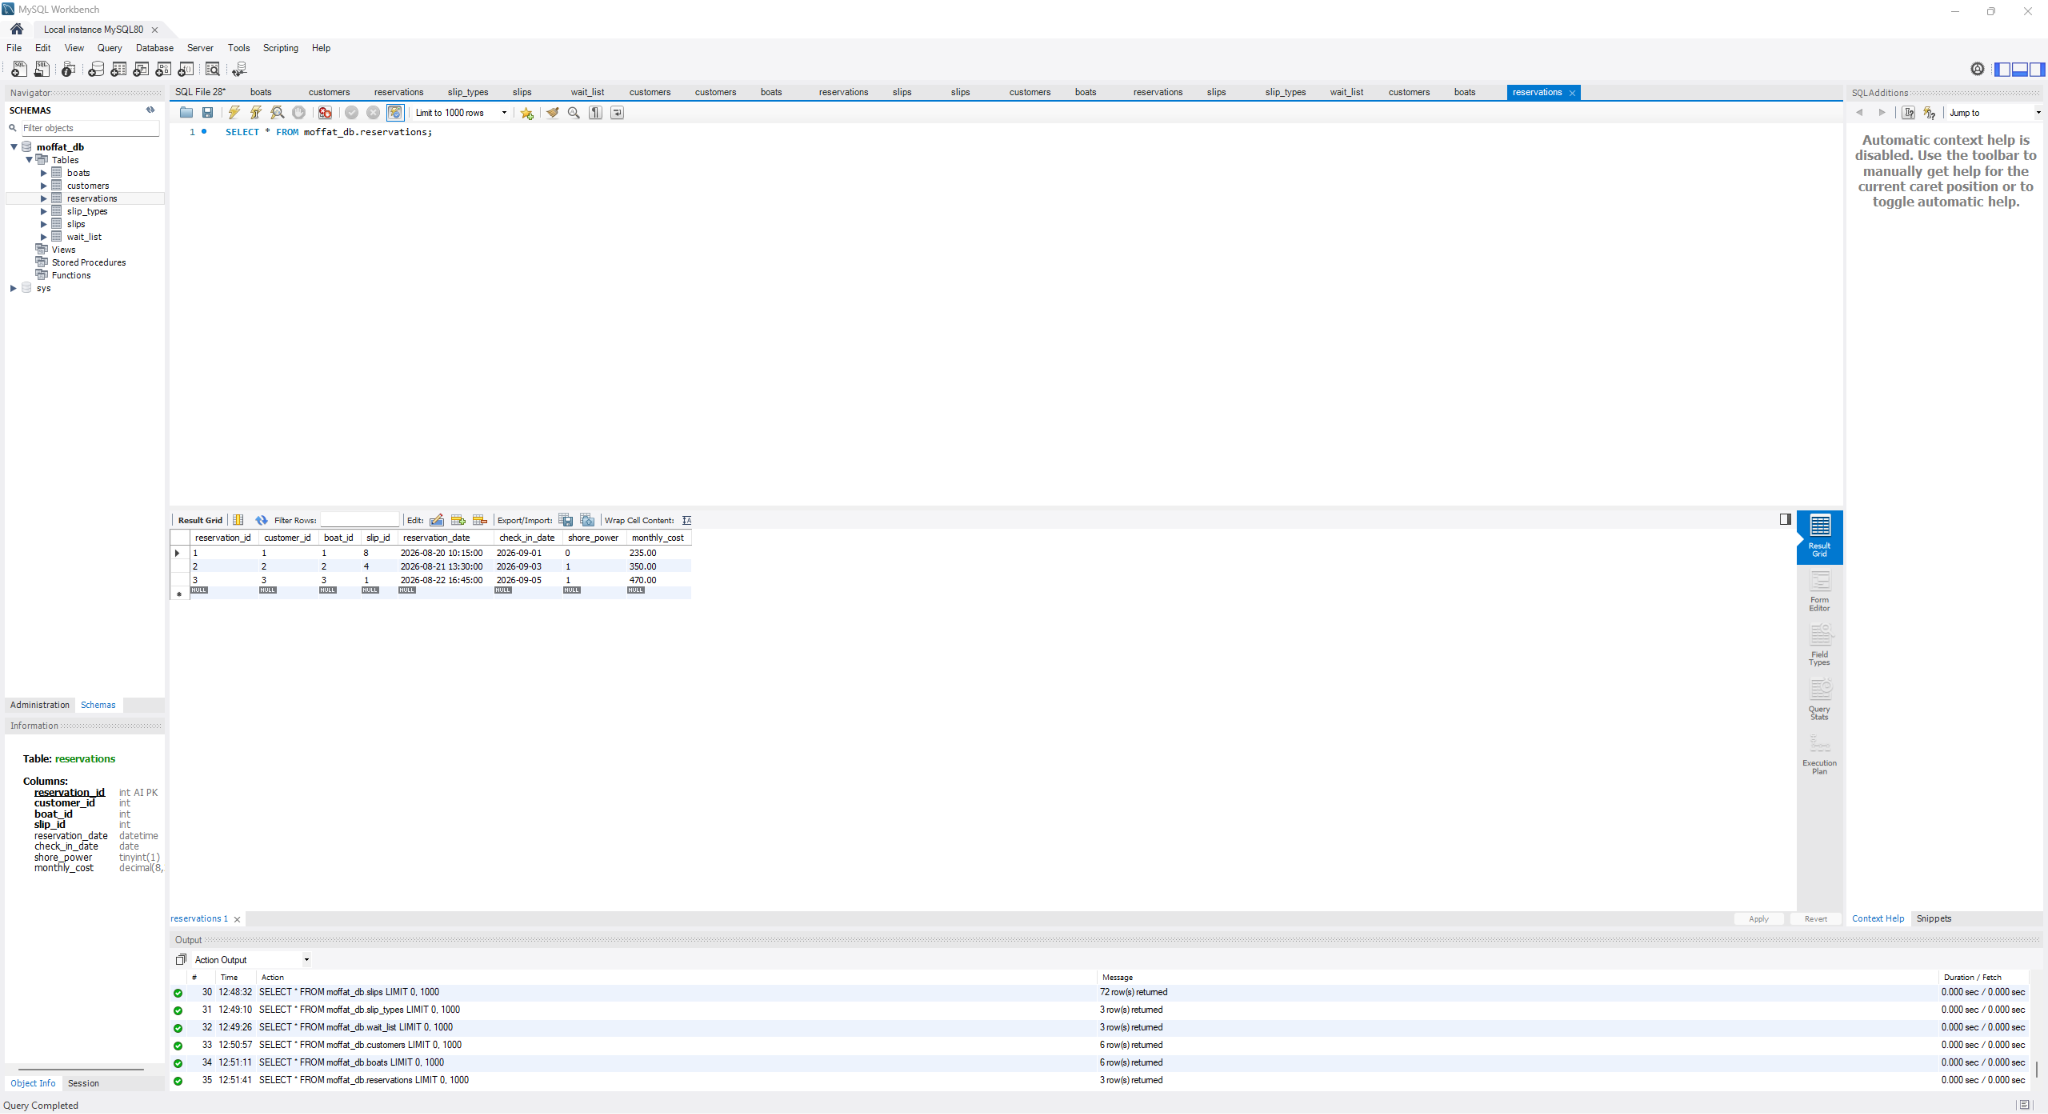 MySQL Workbench
Local instance MySQL80
File Edit View Query Database Server Tools Scripting Help
Navigator
SCHEMAS
Filter objects
moffat_db
Tables
boats
customers
reservations
slip_types
slips
wait_list
Views
Stored Procedures
Functions
sys
Administration Schemas
Information
Table: reservations
Columns:
reservation_id int AI PK
customer_id int
boat_id int
slip_id int
reservation_date datetime
check_in_date date
shore_power tinyint(1)
monthly_cost decimal(8,
Object Info Session
Query Completed
SQL File 28* boats customers reservations slip_types slips wait_list customers customers boats reservations slips slips customers boats reservations slips slip_types wait_list customers boats reservations
Limit to 1000 rows
1 SELECT * FROM moffat_db.reservations;
Result Grid Filter Rows: Edit: Export/Import: Wrap Cell Content: IA
reservation_id customer_id boat_id slip_id reservation_date check_in_date shore_power monthly_cost
1 1 1 8 2026-08-20 10:15:00 2026-09-01 0 235.00
2 2 2 4 2026-08-21 13:30:00 2026-09-03 1 350.00
3 3 3 1 2026-08-22 16:45:00 2026-09-05 1 470.00
NULL NULL NULL NULL NULL NULL NULL NULL
Result Grid
Form Editor
Field Types
Query Stats
Execution Plan
reservations 1
Apply Revert
SQLAdditions
Jump to
Automatic context help is
disabled. Use the toolbar to
manually get help for the
current caret position or to
toggle automatic help.
Context Help Snippets
Output
Action Output
# Time Action Message Duration / Fetch
30 12:48:32 SELECT * FROM moffat_db.slips LIMIT 0, 1000 72 row(s) returned 0.000 sec / 0.000 sec
31 12:49:10 SELECT * FROM moffat_db.slip_types LIMIT 0, 1000 3 row(s) returned 0.000 sec / 0.000 sec
32 12:49:26 SELECT * FROM moffat_db.wait_list LIMIT 0, 1000 3 row(s) returned 0.000 sec / 0.000 sec
33 12:50:57 SELECT * FROM moffat_db.customers LIMIT 0, 1000 6 row(s) returned 0.000 sec / 0.000 sec
34 12:51:11 SELECT * FROM moffat_db.boats LIMIT 0, 1000 6 row(s) returned 0.000 sec / 0.000 sec
35 12:51:41 SELECT * FROM moffat_db.reservations LIMIT 0, 1000 3 row(s) returned 0.000 sec / 0.000 sec